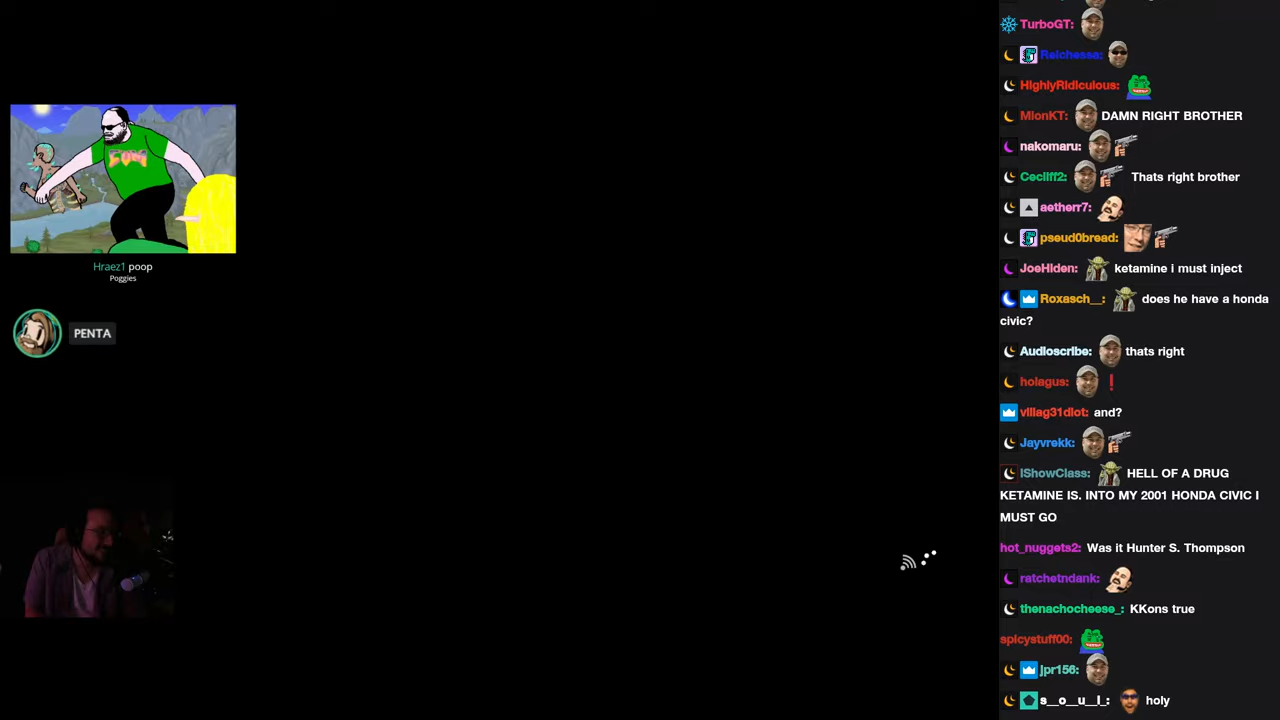 TurboGT:
Reichessa:
HighlyRidiculous:
MionKT: DAMN RIGHT BROTHER
nakomaru:
Cecliff2: Thats right brother
aetherr7:
pseud0bread:
JoeHiden: ketamine i must inject
Roxasch__: does he have a honda
civic?
Audioscribe: thats right
holagus:
villag31diot: and?
Jayvrekk:
IShowClass: HELL OF A DRUG
KETAMINE IS. INTO MY 2001 HONDA CIVIC I
MUST GO
hot_nuggets2: Was it Hunter S. Thompson
ratchetndank:
thenachocheese_: KKons true
spicystuff00:
jpr156:
s__o__u__l_: holy
Hraez1 poop
Poggies
PENTA